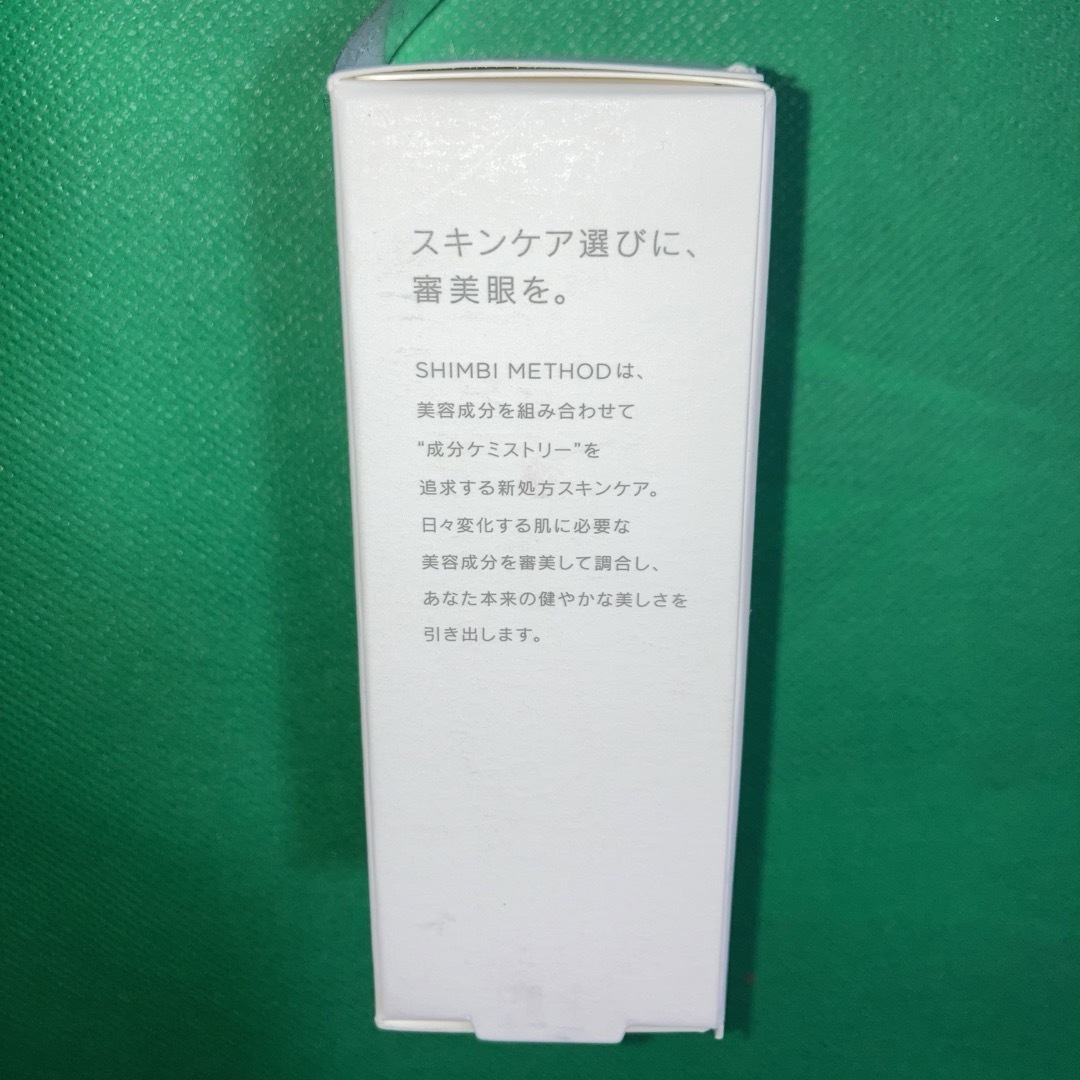 スキンケア選びに、
審美眼を。
SHIMBI METHODは、
美容成分を組み合わせて
“成分ケミストリー”を
追求する新処方スキンケア。
日々変化する肌に必要な
美容成分を審美して調合し、
あなた本来の健やかな美しさを
引き出します。